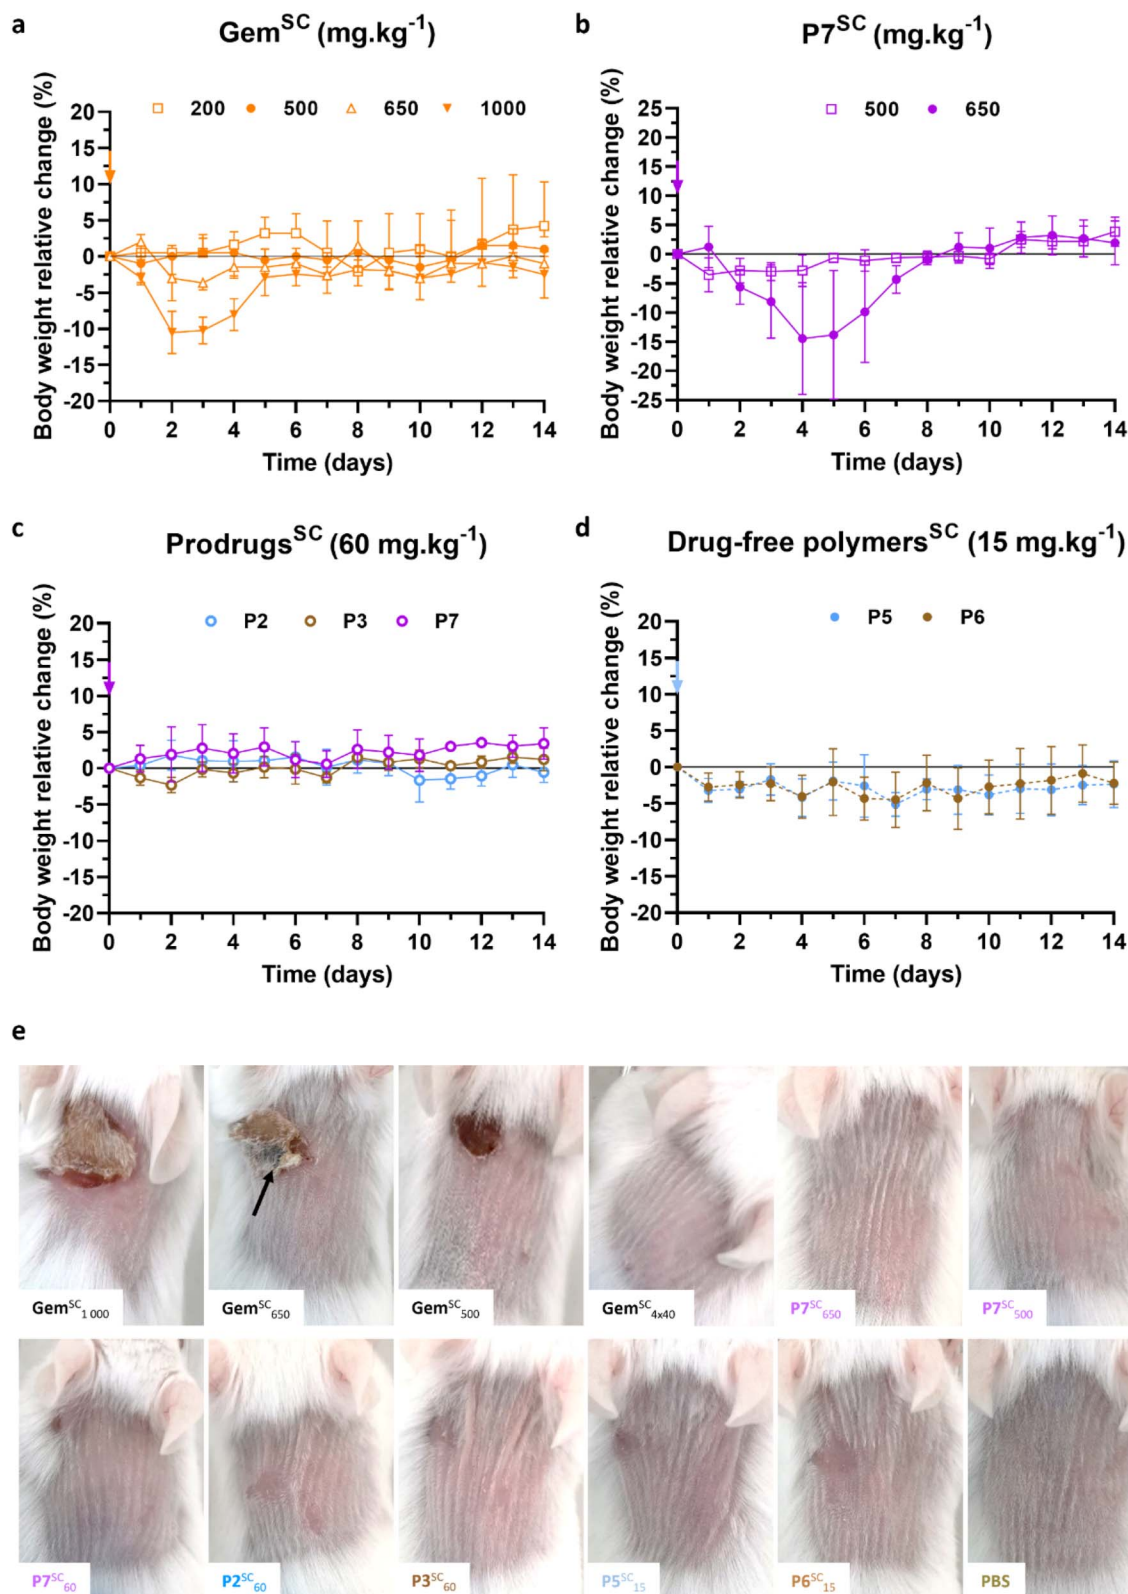 a
Gem^SC (mg.kg^-1)
Body weight relative change (%)
200 500 650 1000
20
15
10
5
0
-5
-10
-15
-20
0 2 4 6 8 10 12 14
Time (days)
b
P7^SC (mg.kg^-1)
Body weight relative change (%)
500 650
25
20
15
10
5
0
-5
-10
-15
-20
-25
0 2 4 6 8 10 12 14
Time (days)
c
Prodrugs^SC (60 mg.kg^-1)
Body weight relative change (%)
P2 P3 P7
20
15
10
5
0
-5
-10
-15
-20
0 2 4 6 8 10 12 14
Time (days)
d
Drug-free polymers^SC (15 mg.kg^-1)
Body weight relative change (%)
P5 P6
20
15
10
5
0
-5
-10
-15
-20
0 2 4 6 8 10 12 14
Time (days)
e
Gem^SC_1 000
Gem^SC_650
Gem^SC_500
Gem^SC_4x40
P7^SC_650
P7^SC_500
P7^SC_60
P2^SC_60
P3^SC_60
P5^SC_15
P6^SC_15
PBS